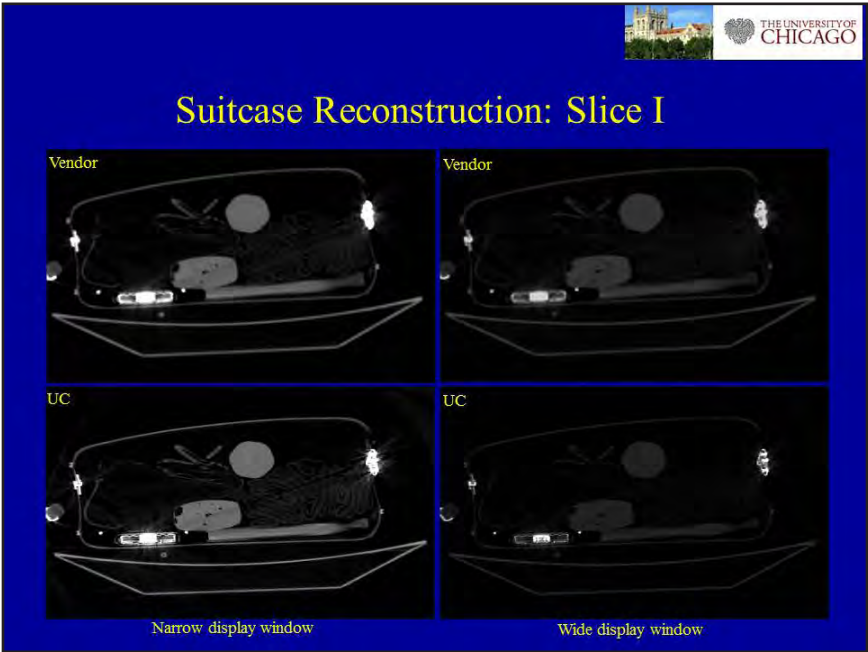 THE UNIVERSITY OF
CHICAGO
Suitcase Reconstruction: Slice I
Vendor
Vendor
UC
UC
Narrow display window
Wide display window